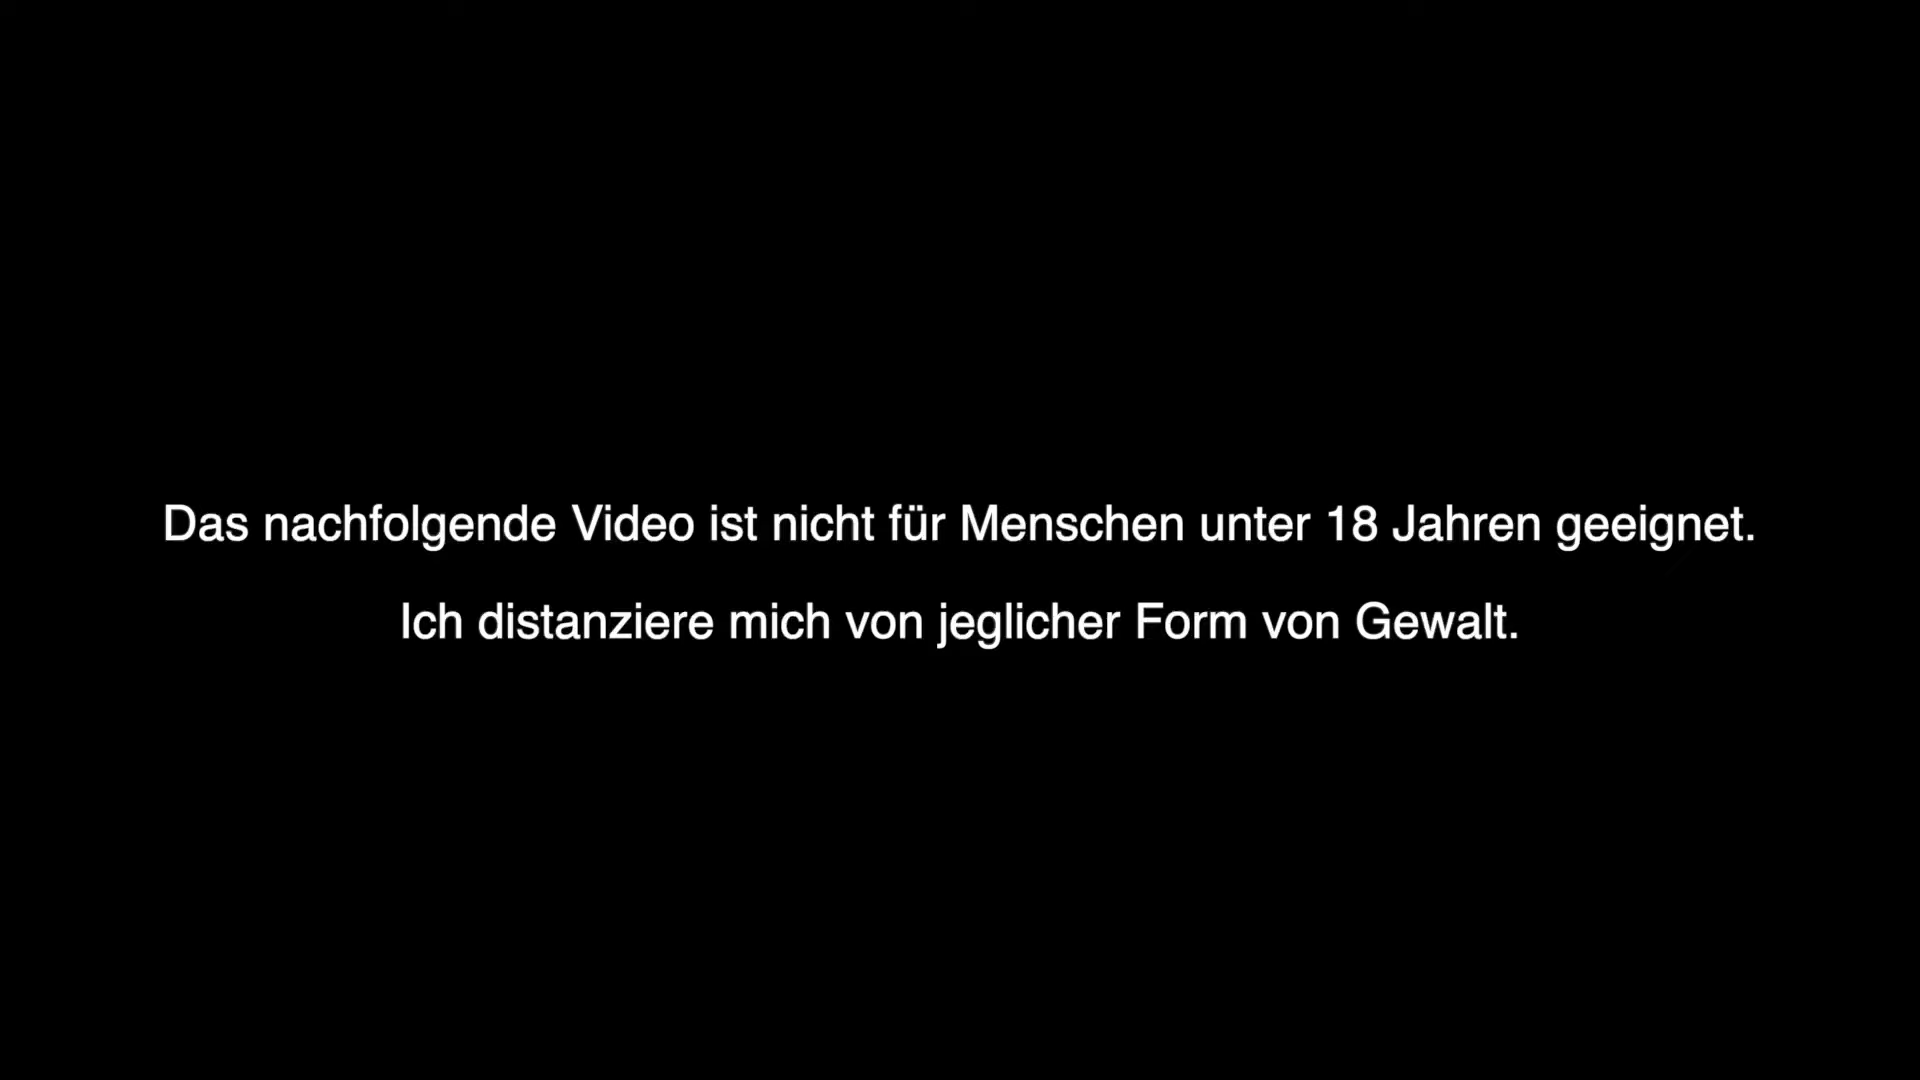 Das nachfolgende Video ist nicht für Menschen unter 18 Jahren geeignet.
Ich distanziere mich von jeglicher Form von Gewalt.